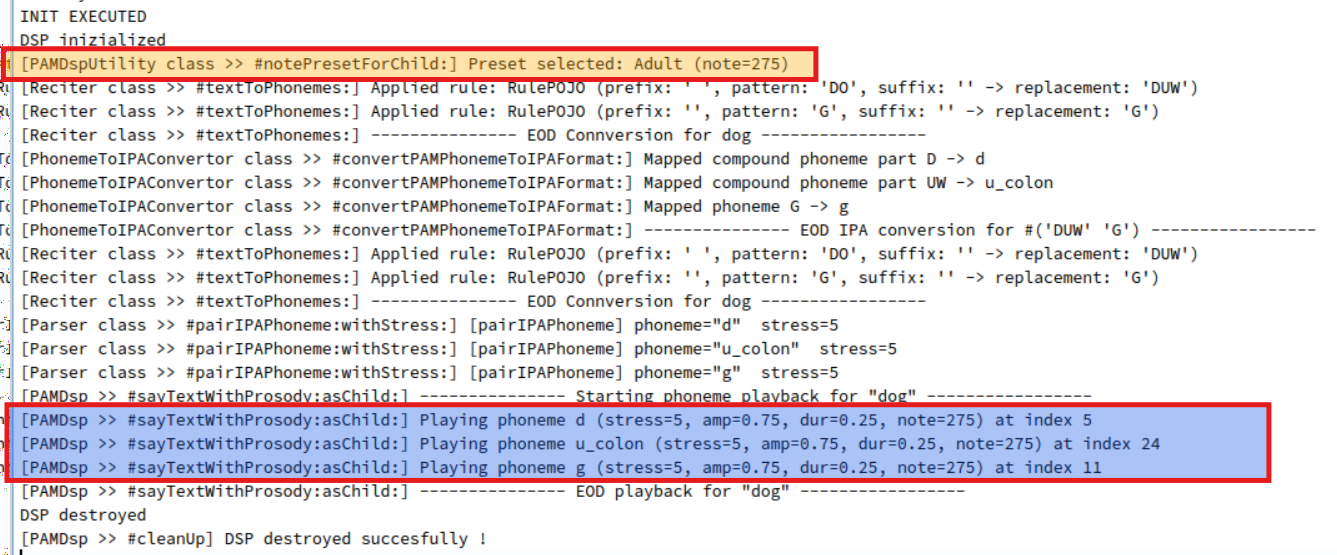 INIT EXECUTED
DSP inizialized
[PAMDspUtility class >> #notePresetForChild:] Preset selected: Adult (note=275)
[Reciter class >> #textToPhonemes:] Applied rule: RulePOJO (prefix: ' ', pattern: 'DO', suffix: '' -> replacement: 'DUW')
[Reciter class >> #textToPhonemes:] Applied rule: RulePOJO (prefix: '', pattern: 'G', suffix: '' -> replacement: 'G')
[Reciter class >> #textToPhonemes:] --------------- EOD Connversion for dog -----------------
[PhonemeToIPAConvertor class >> #convertPAMPhonemeToIPAFormat:] Mapped compound phoneme part D -> d
[PhonemeToIPAConvertor class >> #convertPAMPhonemeToIPAFormat:] Mapped compound phoneme part UW -> u_colon
[PhonemeToIPAConvertor class >> #convertPAMPhonemeToIPAFormat:] Mapped phoneme G -> g
[PhonemeToIPAConvertor class >> #convertPAMPhonemeToIPAFormat:] --------------- EOD IPA conversion for #('DUW' 'G') -----------------
[Reciter class >> #textToPhonemes:] Applied rule: RulePOJO (prefix: ' ', pattern: 'DO', suffix: '' -> replacement: 'DUW')
[Reciter class >> #textToPhonemes:] Applied rule: RulePOJO (prefix: '', pattern: 'G', suffix: '' -> replacement: 'G')
[Reciter class >> #textToPhonemes:] --------------- EOD Connversion for dog -----------------
[Parser class >> #pairIPAPhoneme:withStress:] [pairIPAPhoneme] phoneme="d"  stress=5
[Parser class >> #pairIPAPhoneme:withStress:] [pairIPAPhoneme] phoneme="u_colon"  stress=5
[Parser class >> #pairIPAPhoneme:withStress:] [pairIPAPhoneme] phoneme="g"  stress=5
[PAMDsp >> #sayTextWithProsody:asChild:] --------------- Starting phoneme playback for "dog" -----------------
[PAMDsp >> #sayTextWithProsody:asChild:] Playing phoneme d (stress=5, amp=0.75, dur=0.25, note=275) at index 5
[PAMDsp >> #sayTextWithProsody:asChild:] Playing phoneme u_colon (stress=5, amp=0.75, dur=0.25, note=275) at index 24
[PAMDsp >> #sayTextWithProsody:asChild:] Playing phoneme g (stress=5, amp=0.75, dur=0.25, note=275) at index 11
[PAMDsp >> #sayTextWithProsody:asChild:] --------------- EOD playback for "dog" -----------------
DSP destroyed
[PAMDsp >> #cleanUp] DSP destroyed succesfully !